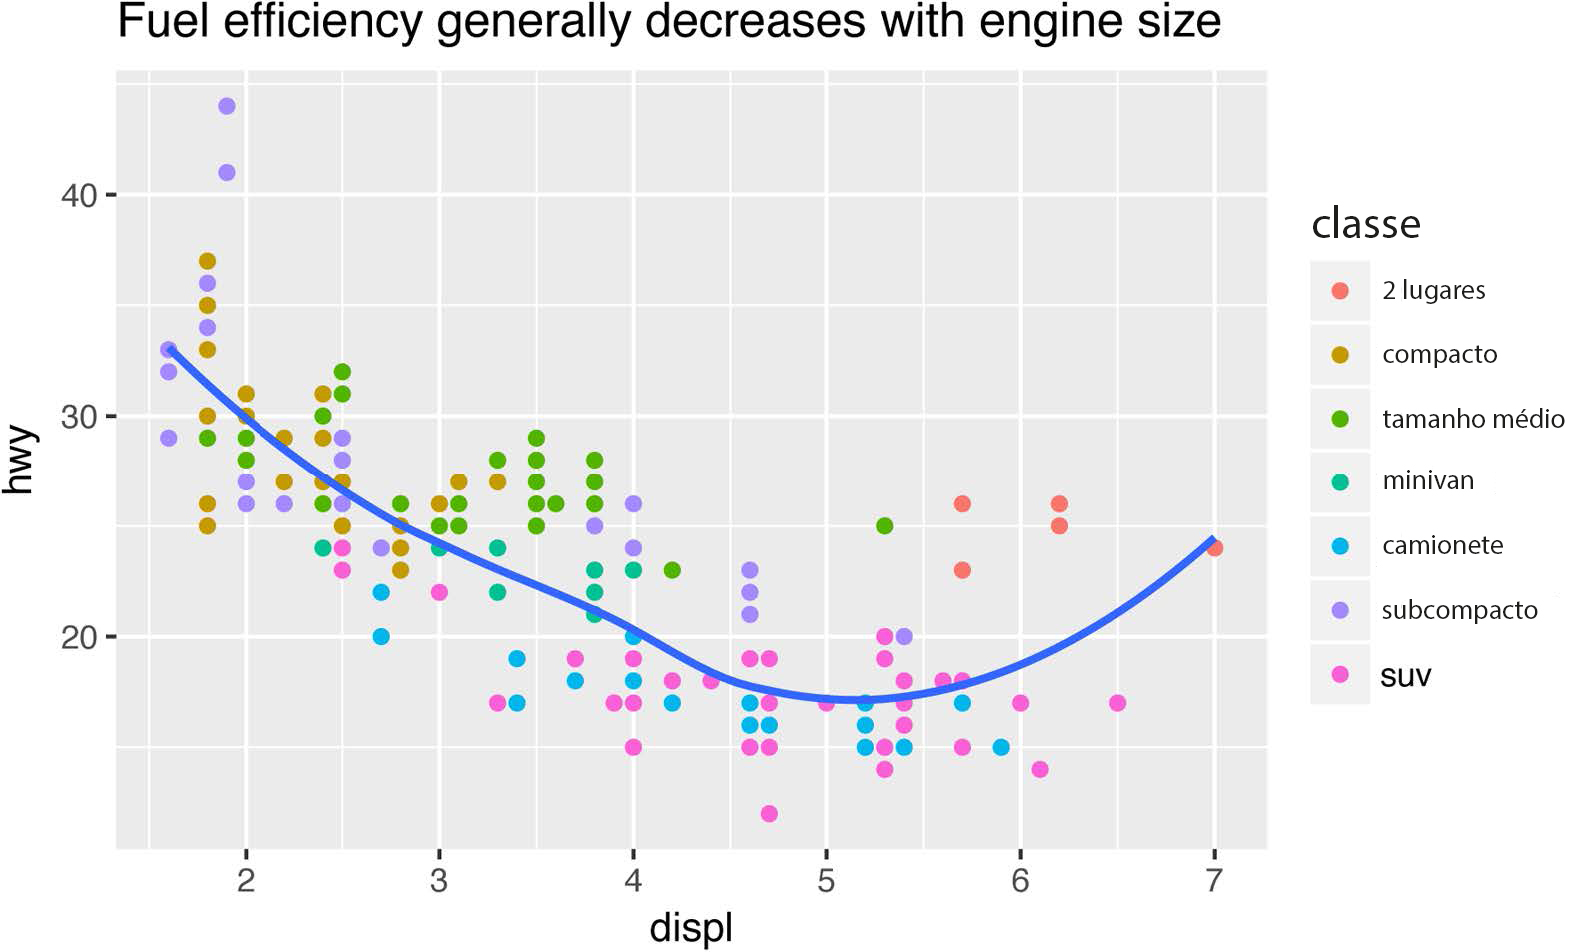 Fuel efficiency generally decreases with engine size
40
30
20
hwy
2 3 4 5 6 7
displ
classe
2 lugares
compacto
tamanho médio
minivan
camionete
subcompacto
suv